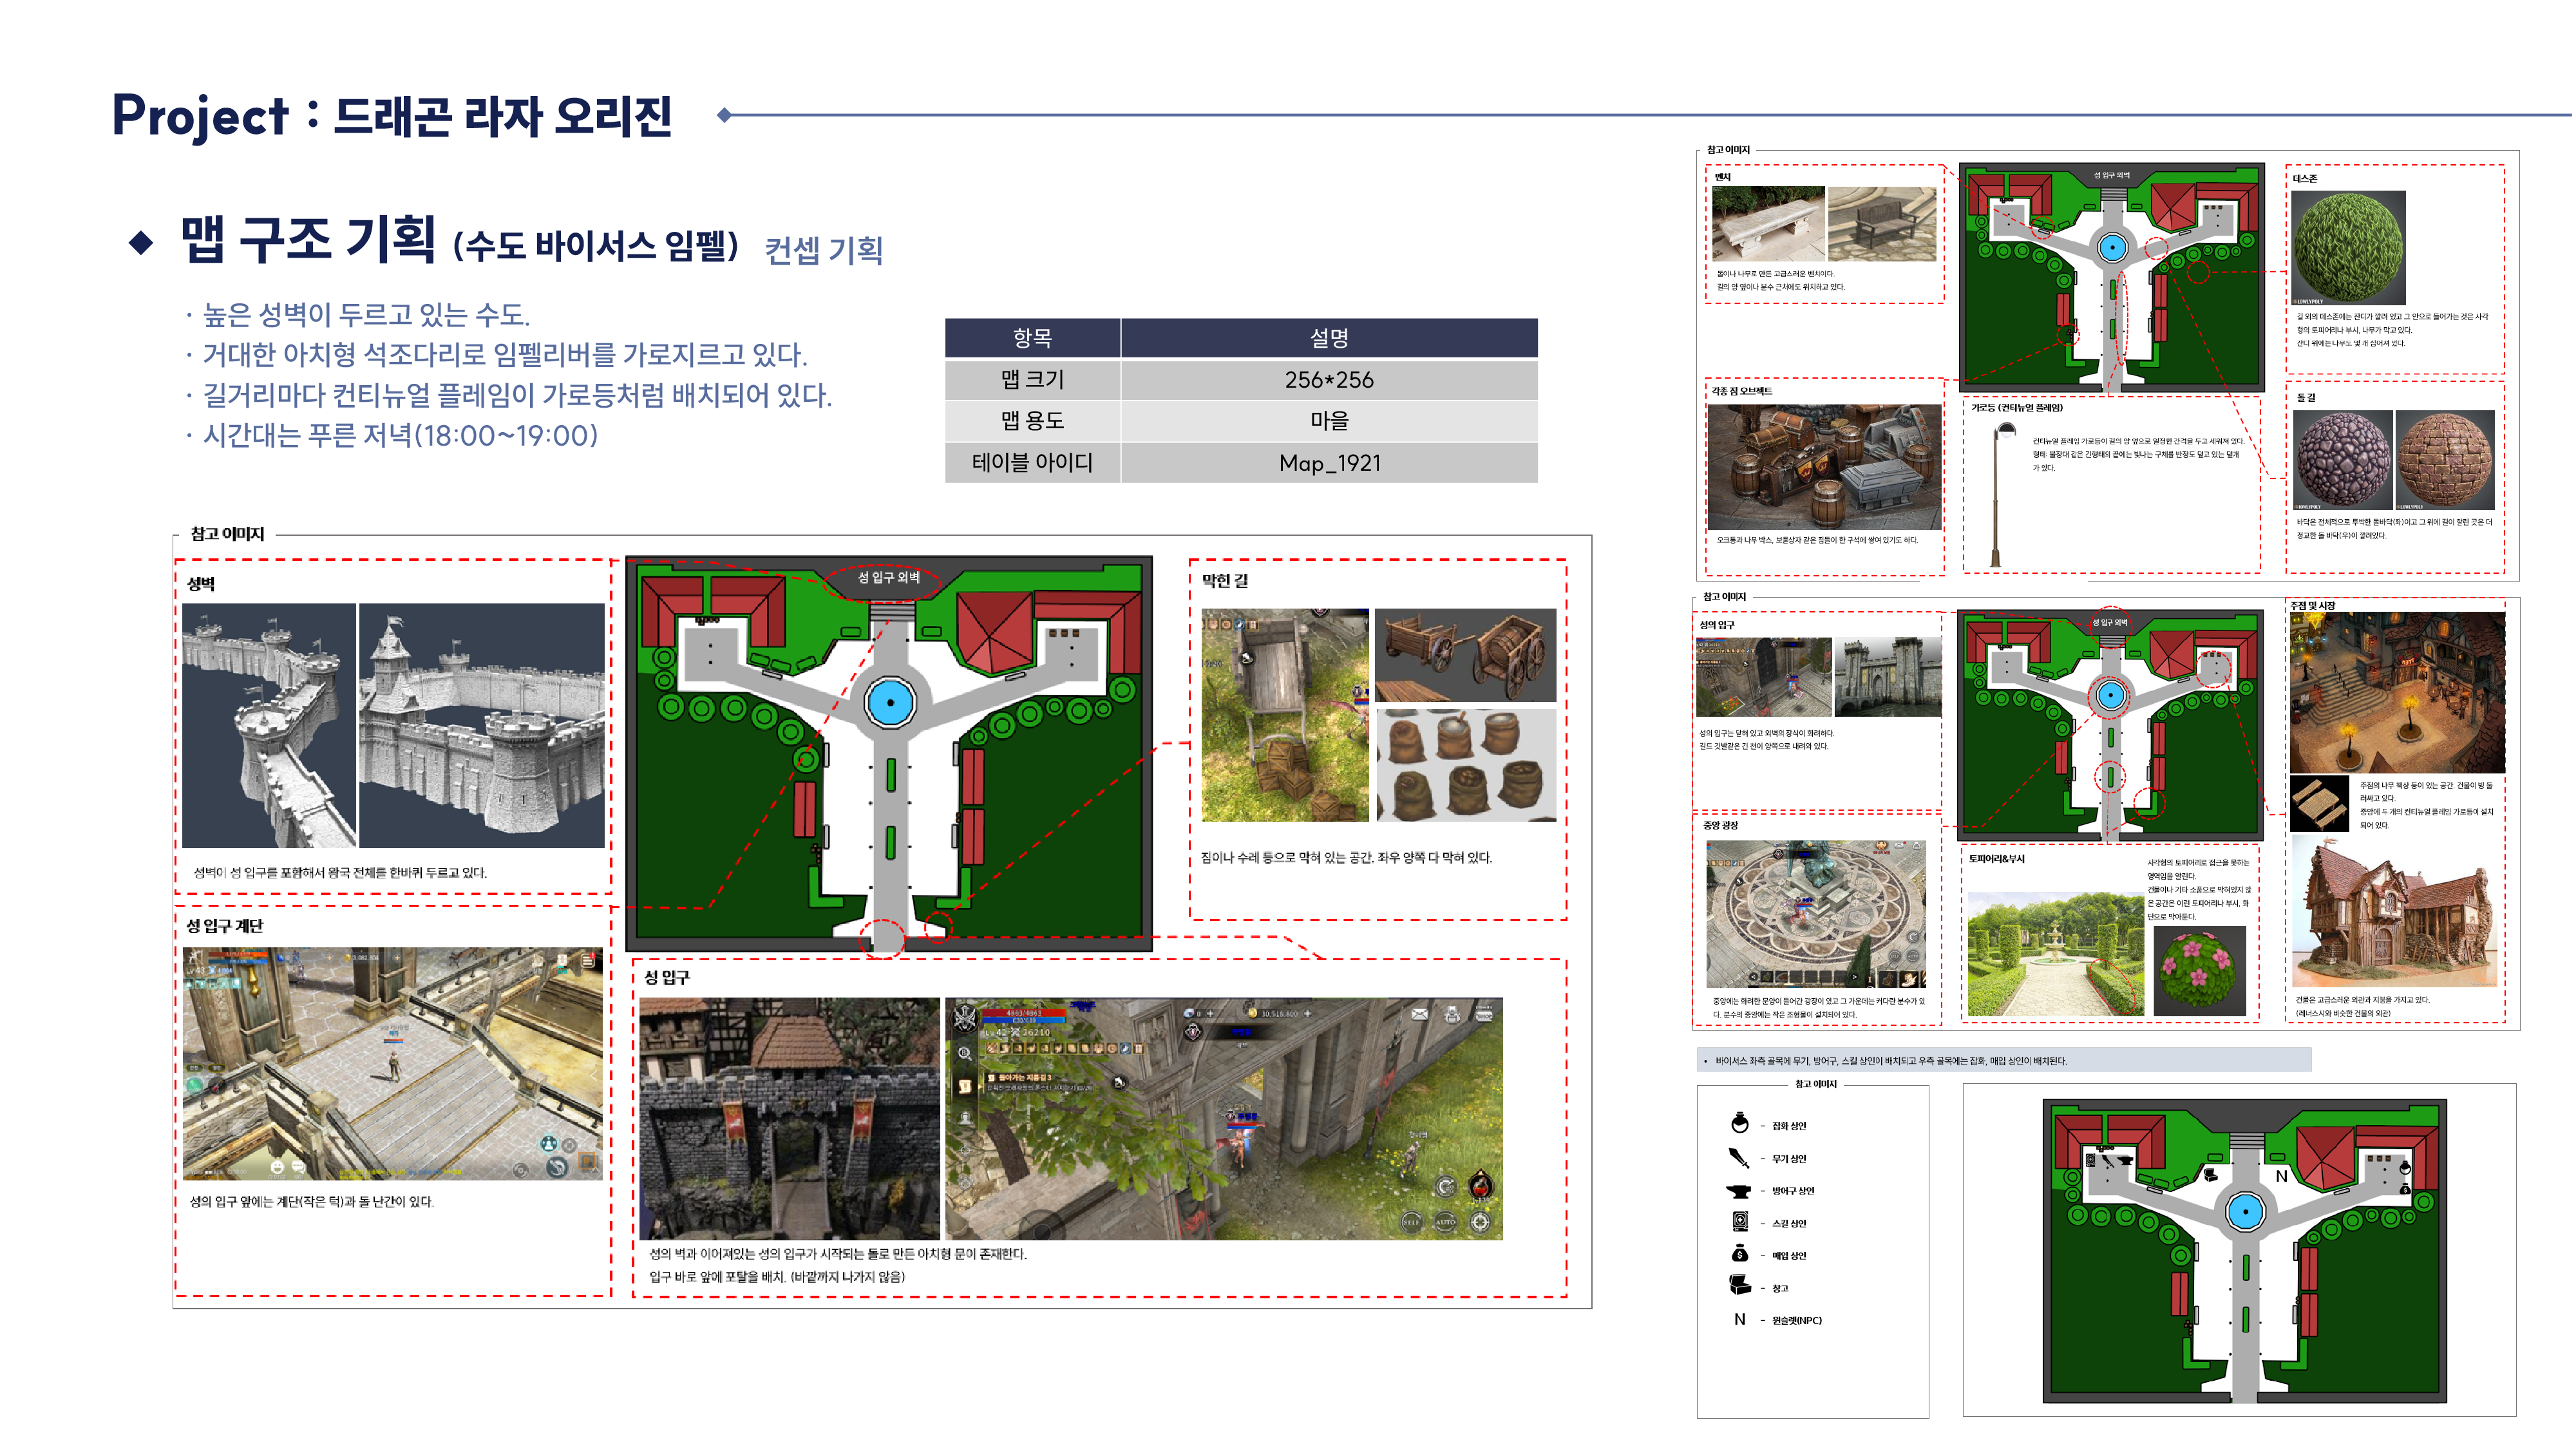 Project : 드래곤 라자 오리진
◆ 맵 구조 기획 (수도 바이서스 임펠) 컨셉 기획
· 높은 성벽이 두르고 있는 수도.
· 거대한 아치형 석조다리로 임펠리버를 가로지르고 있다.
· 길거리마다 컨티뉴얼 플레임이 가로등처럼 배치되어 있다.
· 시간대는 푸른 저녁(18:00~19:00)
항목 설명
맵 크기 256*256
맵 용도 마을
테이블 아이디 Map_1921
참고 이미지
성벽
성벽이 성 입구를 포함해서 왕국 전체를 한바퀴 두르고 있다.
성 입구 계단
성의 입구 앞에는 계단(작은 턱)과 돌 난간이 있다.
성 입구 외벽
막힌 길
짐이나 수레 등으로 막혀 있는 공간. 좌우 양쪽 다 막혀 있다.
성 입구
4863/4863
30,518,800
성의 벽과 이어져있는 성의 입구가 시작되는 돌로 만든 아치형 문이 존재한다.
입구 바로 앞에 포탈을 배치. (바깥까지 나가지 않음)
참고 이미지
벤치
돌이나 나무로 만든 고급스러운 벤치이다.
길의 양 옆이나 분수 근처에도 위치하고 있다.
각종 짐 오브젝트
오크통과 나무 박스, 보물상자 같은 짐들이 한 구석에 쌓여 있기도 하다.
성 입구 외벽
가로등 (컨티뉴얼 플레임)
컨티뉴얼 플레임 가로등이 길의 양 옆으로 일정한 간격을 두고 세워져 있다.
형태: 봉장대 같은 긴형태의 끝에는 빛나는 구체를 반정도 덮고 있는 덮개
가 있다.
데스존
길 외의 데스존에는 잔디가 깔려 있고 그 안으로 들어가는 것은 사각
형의 토피어리나 부시, 나무가 막고 있다.
잔디 위에는 나무도 몇 개 심어져 있다.
돌 길
바닥은 전체적으로 투박한 돌바닥(좌)이고 그 위에 길이 깔린 곳은 더
정교한 돌 바닥(우)이 깔려있다.
참고 이미지
성의 입구
성의 입구는 닫혀 있고 외벽의 장식이 화려하다.
길드 깃발같은 긴 천이 양쪽으로 내려와 있다.
중앙 광장
중앙에는 화려한 문양이 들어간 광장이 있고 그 가운데는 커다란 분수가 있
다. 분수의 중앙에는 작은 조형물이 설치되어 있다.
성 입구 외벽
토피어리&부시
사각형의 토피어리로 접근을 못하는
영역임을 알린다.
건물이나 기타 소품으로 막혀있지 않
은 공간은 이런 토피어리나 부시, 화
단으로 막아둔다.
주점 및 시장
주점의 나무 책상 등이 있는 공간. 건물이 빙 둘
러싸고 있다.
중앙에 두 개의 컨티뉴얼 플레임 가로등이 설치
되어 있다.
건물은 고급스러운 외관과 지붕을 가지고 있다.
(레너스시와 비슷한 건물의 외관)
• 바이서스 좌측 골목에 무기, 방어구, 스킬 상인이 배치되고 우측 골목에는 잡화, 매입 상인이 배치된다.
참고 이미지
– 잡화 상인
– 무기 상인
– 방어구 상인
– 스킬 상인
– 매입 상인
– 창고
N – 원슬렛(NPC)
N